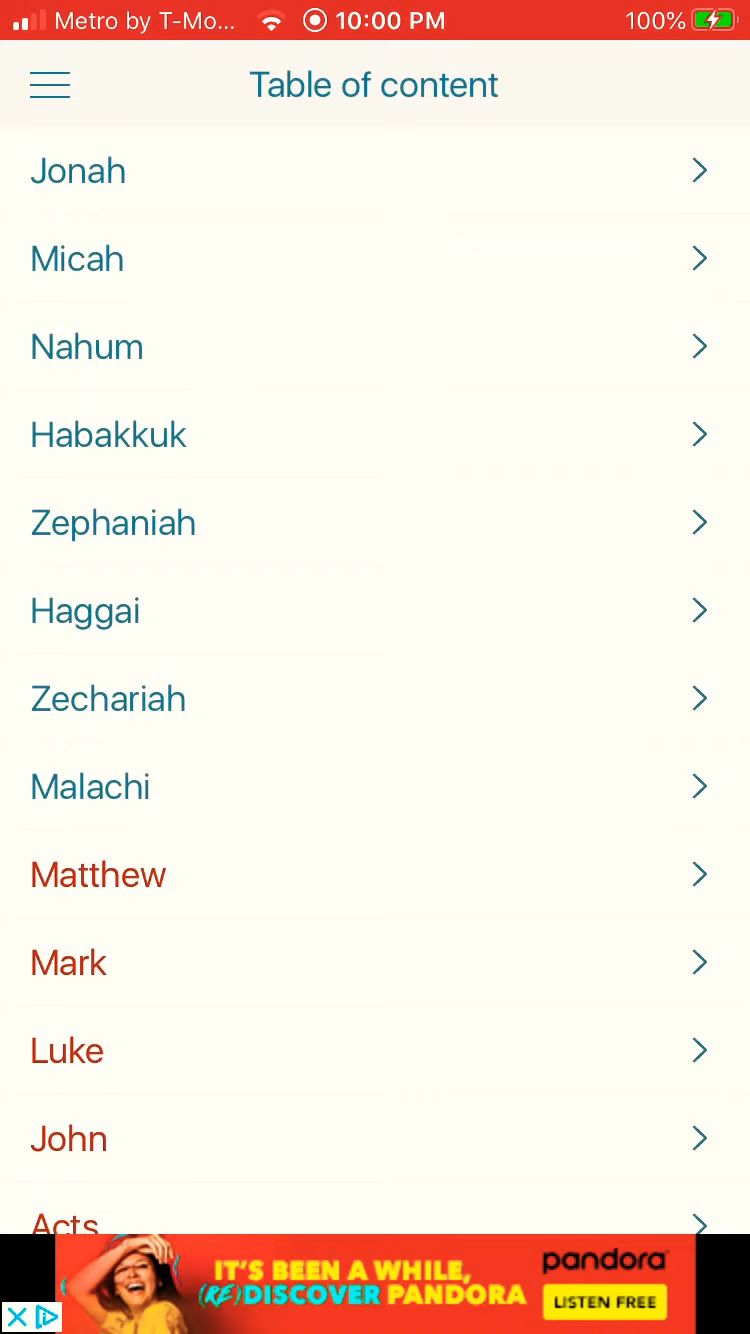 Metro by T-Mo... 10:00 PM 100%
Table of content
Jonah
Micah
Nahum
Habakkuk
Zephaniah
Haggai
Zechariah
Malachi
Matthew
Mark
Luke
John
Acts
IT'S BEEN A WHILE,
(RE)DISCOVER PANDORA
pandora
LISTEN FREE